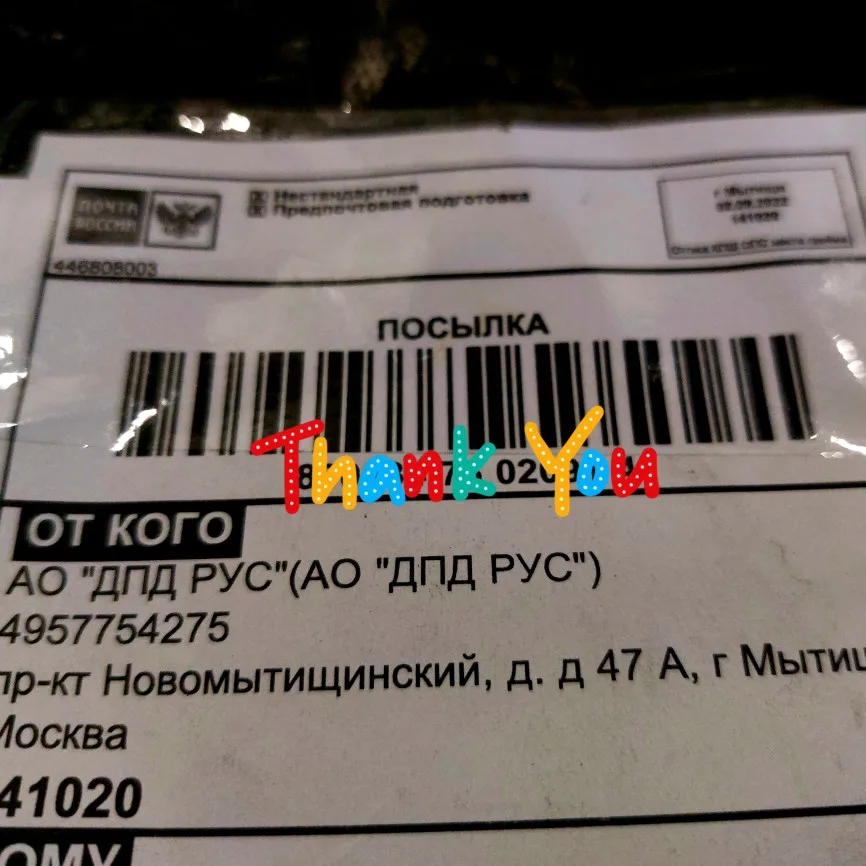 ПОЧТА
РОССИИ
Нестандартная
Предпочтовая подготовка
г Мытищи
141020
446808003
ПОСЫЛКА
Thank You
ОТ КОГО
АО "ДПД РУС"(АО "ДПД РУС")
4957754275
пр-кт Новомытищинский, д. д 47 А, г Мытищ
Москва
41020
ОМУ